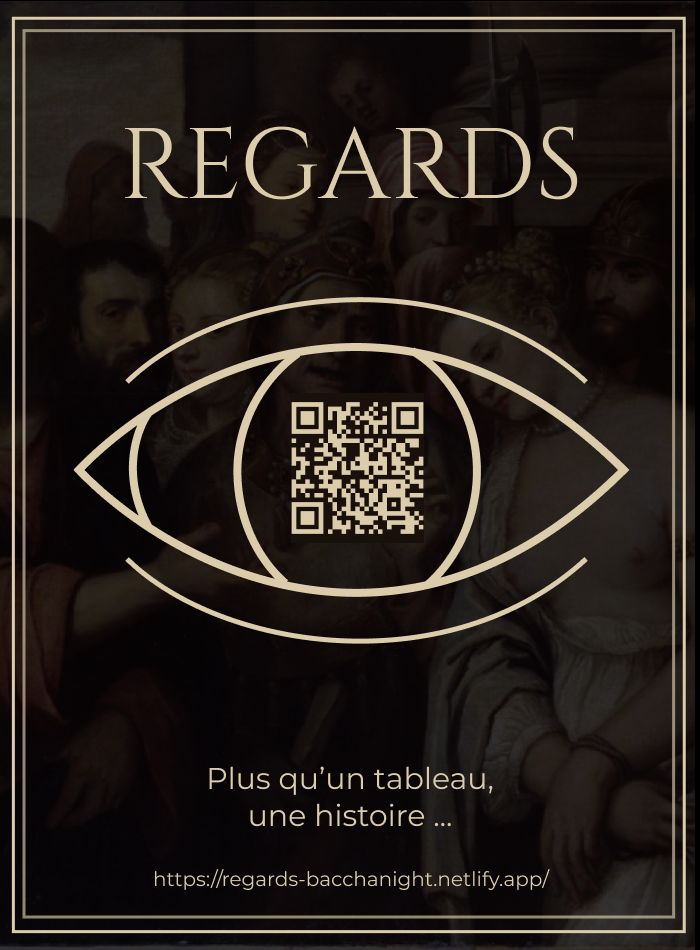 REGARDS
Plus qu’un tableau,
une histoire ...
https://regards-bacchanight.netlify.app/